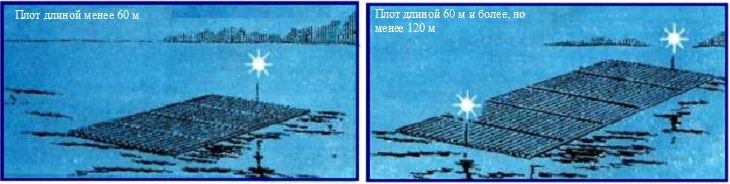 Плот длиной менее 60 м
Плот длиной 60 м и более, но
менее 120 м